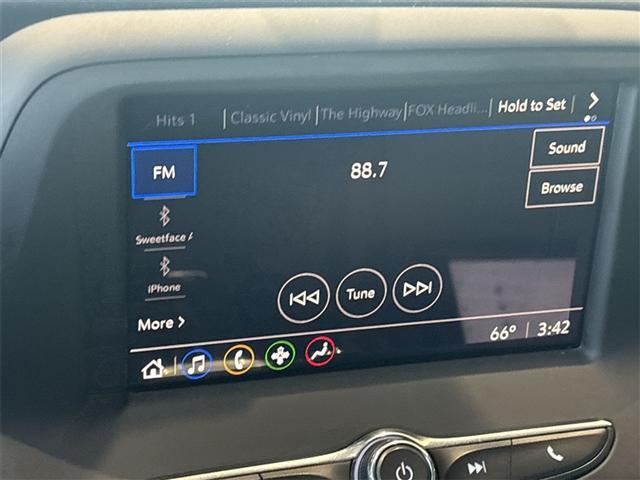 Hits 1 Classic Vinyl The Highway FOX Headli... Hold to Set
FM 88.7 Sound
Browse
Sweetface
iPhone
Tune
More
66° 3:42